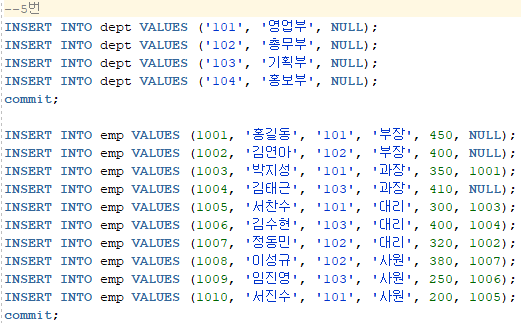 --5번
INSERT INTO dept VALUES ('101', '영업부', NULL);
INSERT INTO dept VALUES ('102', '총무부', NULL);
INSERT INTO dept VALUES ('103', '기획부', NULL);
INSERT INTO dept VALUES ('104', '홍보부', NULL);
commit;
INSERT INTO emp VALUES (1001, '홍길동', '101', '부장', 450, NULL);
INSERT INTO emp VALUES (1002, '김연아', '102', '부장', 400, NULL);
INSERT INTO emp VALUES (1003, '박지성', '101', '과장', 350, 1001);
INSERT INTO emp VALUES (1004, '김태근', '103', '과장', 410, NULL);
INSERT INTO emp VALUES (1005, '서찬수', '101', '대리', 300, 1003);
INSERT INTO emp VALUES (1006, '김수현', '103', '대리', 400, 1004);
INSERT INTO emp VALUES (1007, '정동민', '102', '대리', 320, 1002);
INSERT INTO emp VALUES (1008, '이성규', '102', '사원', 380, 1007);
INSERT INTO emp VALUES (1009, '임진영', '103', '사원', 250, 1006);
INSERT INTO emp VALUES (1010, '서진수', '101', '사원', 200, 1005);
commit;